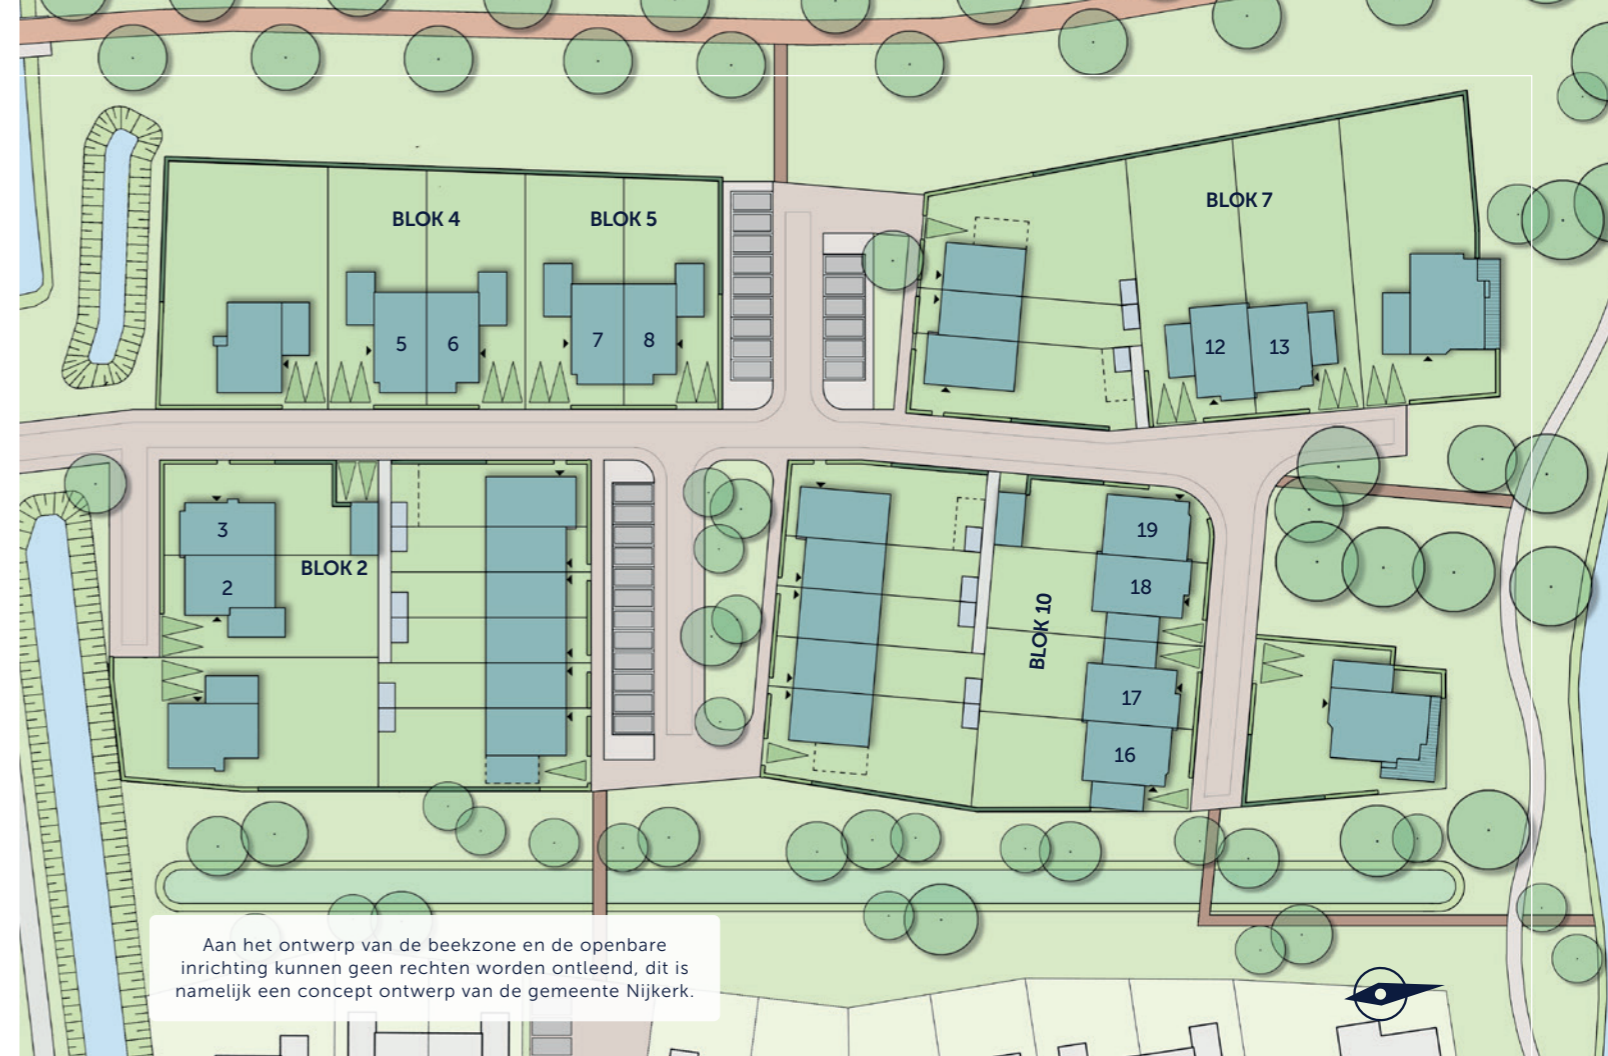 BLOK 4
BLOK 5
BLOK 7
5
6
7
8
12
13
3
2
BLOK 2
19
18
BLOK 10
17
16
Aan het ontwerp van de beekzone en de openbare
inrichting kunnen geen rechten worden ontleend, dit is
namelijk een concept ontwerp van de gemeente Nijkerk.